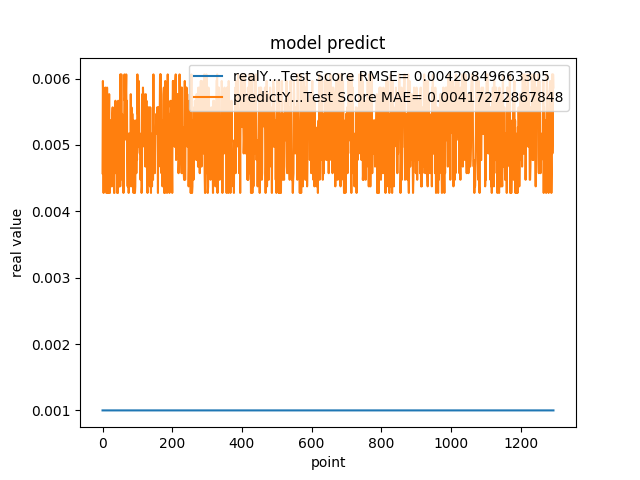 model predict
realY...Test Score RMSE= 0.00420849663305
predictY...Test Score MAE= 0.00417272867848
0.006
0.005
0.004
0.003
0.002
0.001
real value
0 200 400 600 800 1000 1200
point